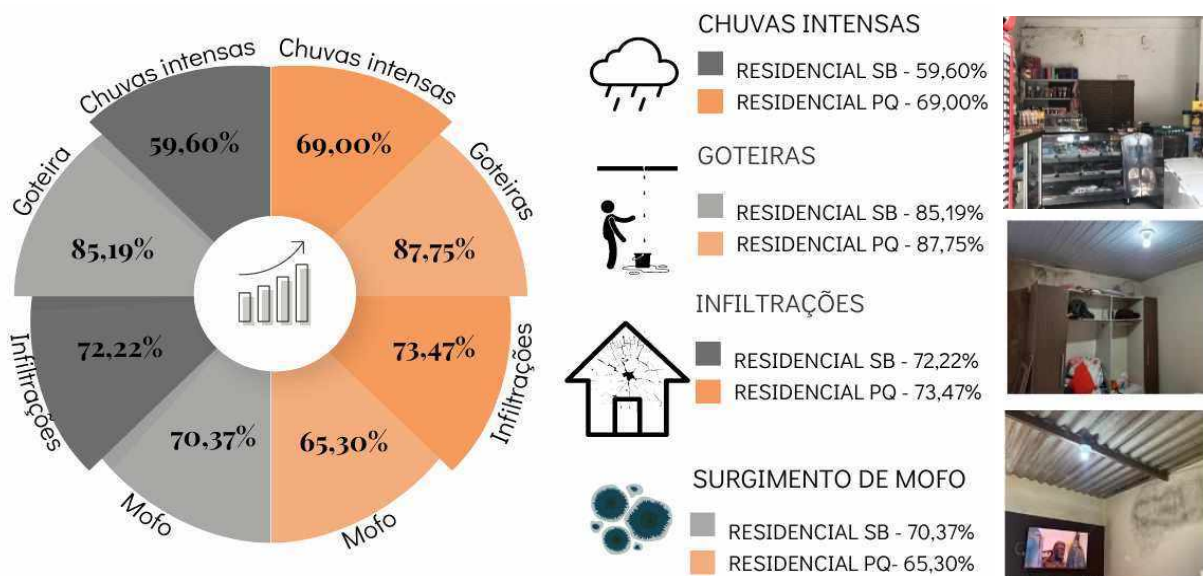 Chuvas intensas
59,60%
Chuvas intensas
69,00%
Goteira
85,19%
Goteiras
87,75%
Infiltrações
72,22%
Infiltrações
73,47%
Mofo
70,37%
Mofo
65,30%
CHUVAS INTENSAS
RESIDENCIAL SB - 59,60%
RESIDENCIAL PQ - 69,00%
GOTEIRAS
RESIDENCIAL SB - 85,19%
RESIDENCIAL PQ - 87,75%
INFILTRAÇÕES
RESIDENCIAL SB - 72,22%
RESIDENCIAL PQ - 73,47%
SURGIMENTO DE MOFO
RESIDENCIAL SB - 70,37%
RESIDENCIAL PQ- 65,30%